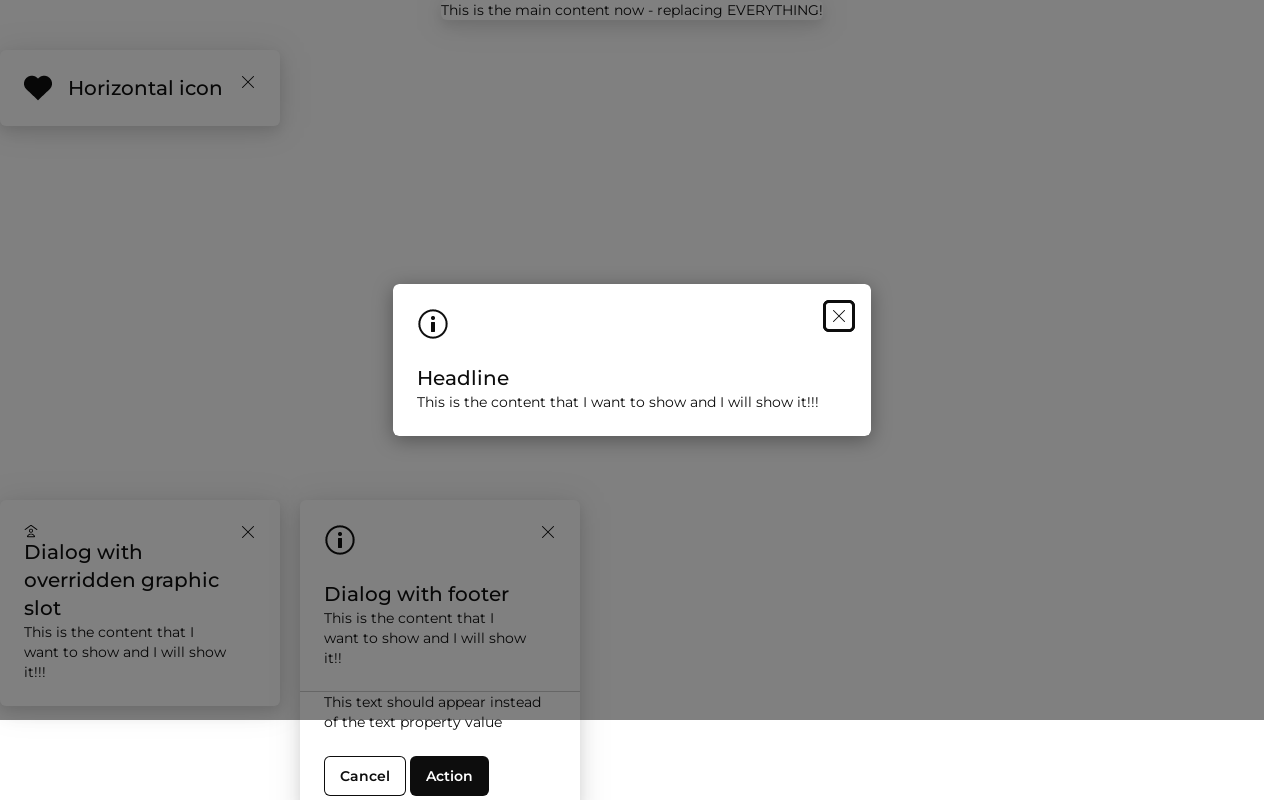 This is the main content now - replacing EVERYTHING!
Horizontal icon
Headline
This is the content that I want to show and I will show it!!!
Dialog with
overridden graphic
slot
This is the content that I
want to show and I will show
it!!!
Dialog with footer
This is the content that I
want to show and I will show
it!!
This text should appear instead
of the text property value
Cancel
Action